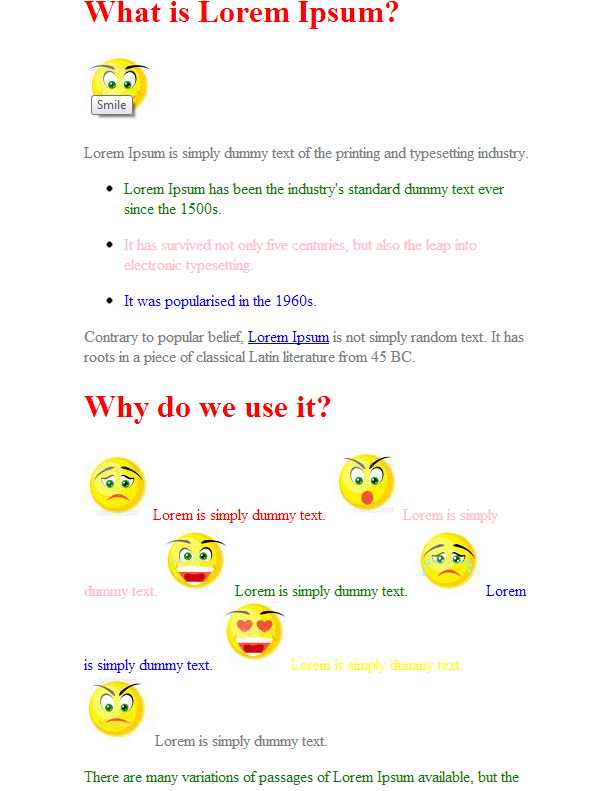 What is Lorem Ipsum?
Smile
Lorem Ipsum is simply dummy text of the printing and typesetting industry.
Lorem Ipsum has been the industry's standard dummy text ever
since the 1500s.
It has survived not only five centuries, but also the leap into
electronic typesetting.
It was popularised in the 1960s.
Contrary to popular belief, Lorem Ipsum is not simply random text. It has
roots in a piece of classical Latin literature from 45 BC.
Why do we use it?
Lorem is simply dummy text. Lorem is simply
dummy text. Lorem is simply dummy text. Lorem
is simply dummy text. Lorem is simply dummy text.
Lorem is simply dummy text.
There are many variations of passages of Lorem Ipsum available, but the